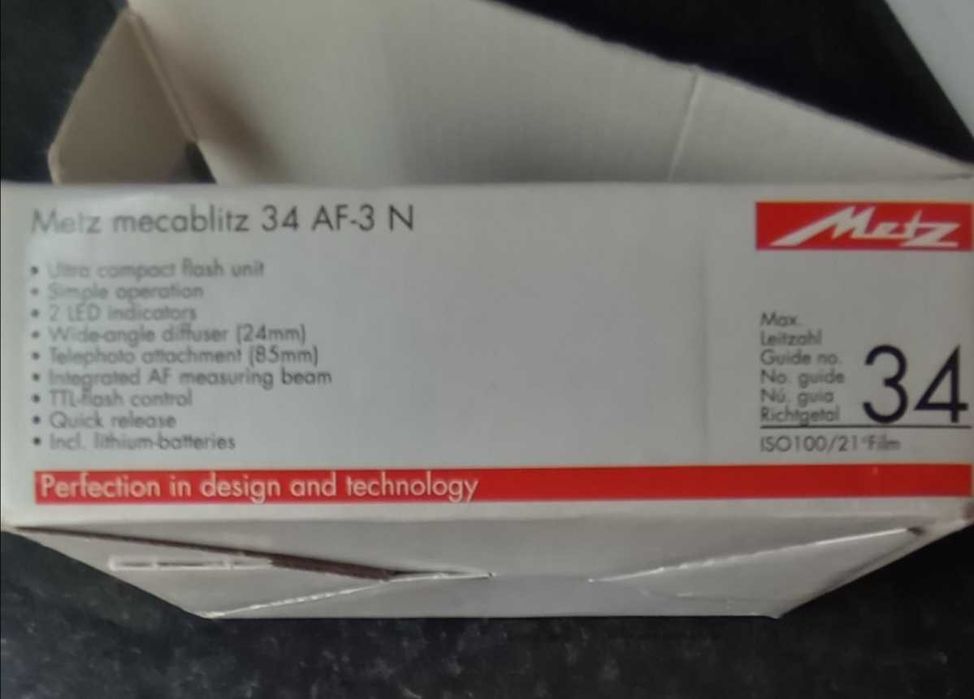 Metz mecablitz 34 AF-3 N
• Ultra compact flash unit
• Simple operation
• 2 LED indicators
• Wide-angle diffuser (24mm)
• Telephoto attachment (85mm)
• Integrated AF measuring beam
• TTL-flash control
• Quick release
• Incl. lithium-batteries
Perfection in design and technology
Metz
Max.
Leitzahl
Guide no.
No. guide
Nú. guia
Richtgetal
34
ISO100/21°Film